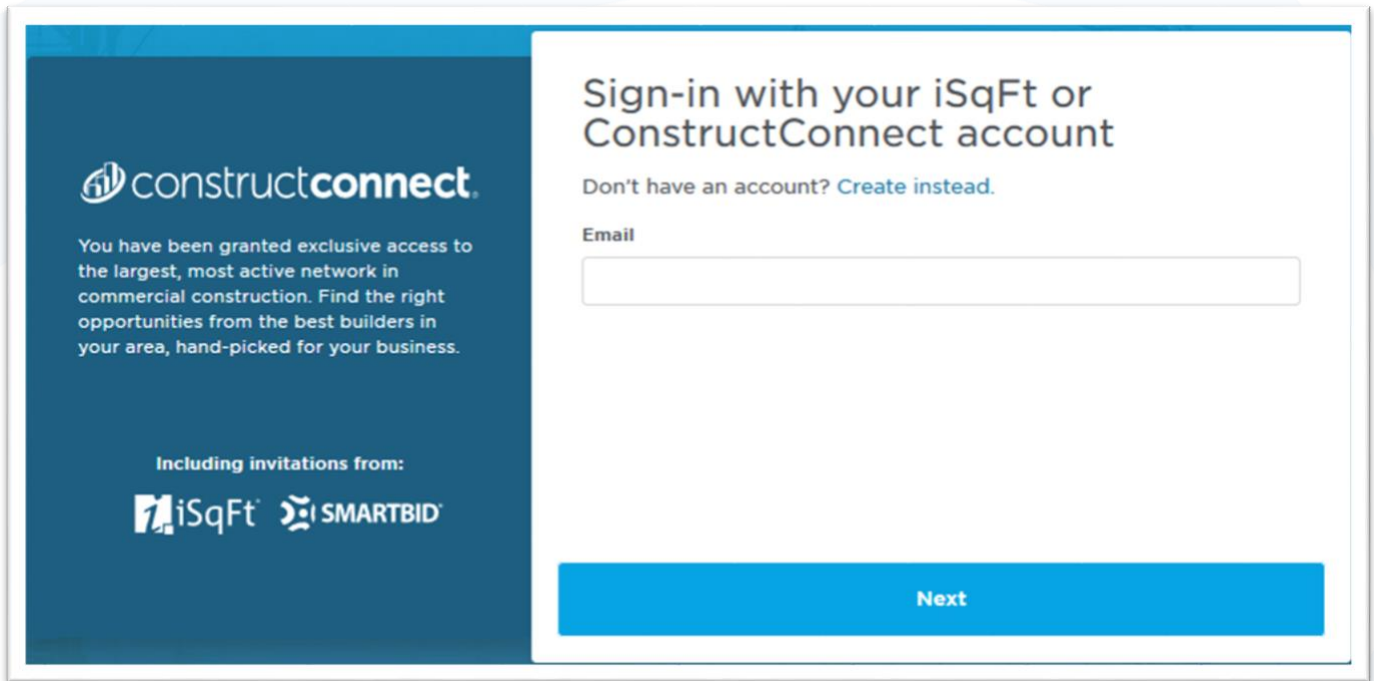 constructconnect.
You have been granted exclusive access to
the largest, most active network in
commercial construction. Find the right
opportunities from the best builders in
your area, hand-picked for your business.
Including invitations from:
iSqFt SMARTBID
Sign-in with your iSqFt or
ConstructConnect account
Don't have an account? Create instead.
Email
Next